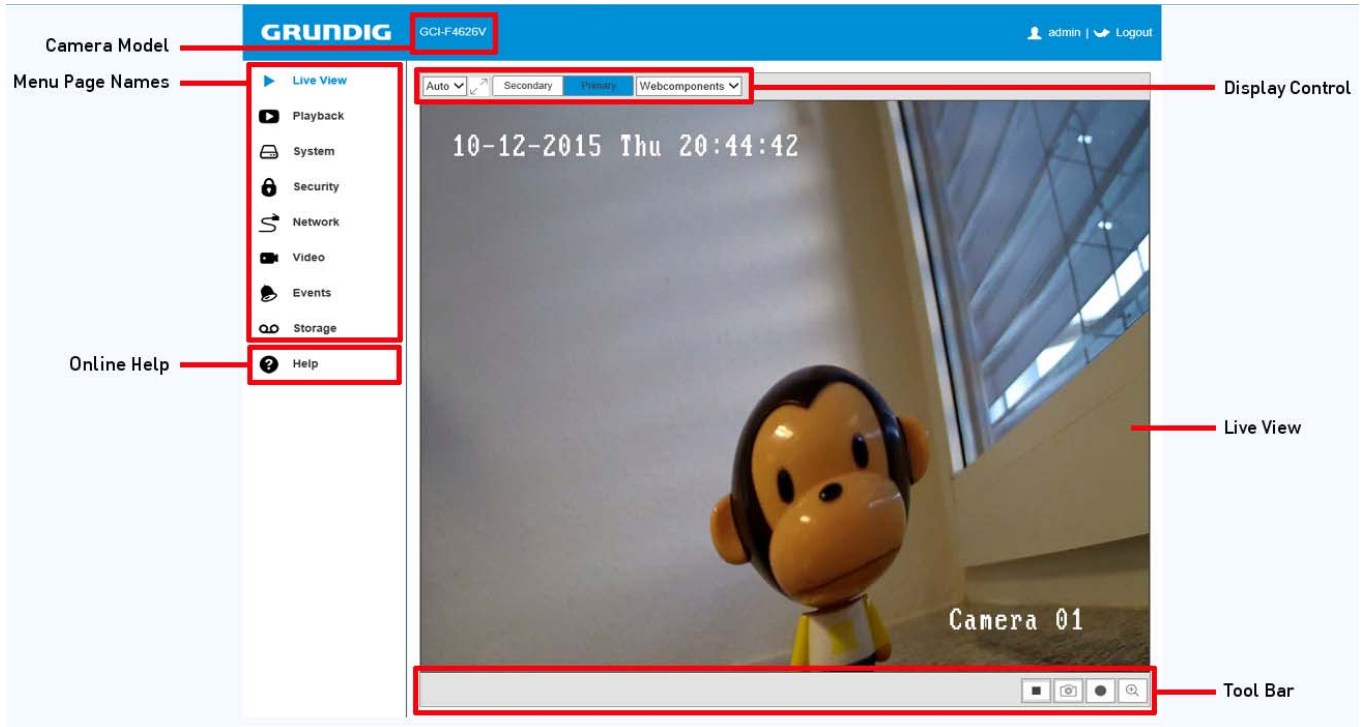 GRUNDIG
GCI-F4626V
admin | Logout
Camera Model
Menu Page Names
Live View
Playback
System
Security
Network
Video
Events
Storage
Online Help
Help
Auto
Secondary
Primary
Webcomponents
Display Control
10-12-2015 Thu 20:44:42
Live View
Camera 01
Tool Bar